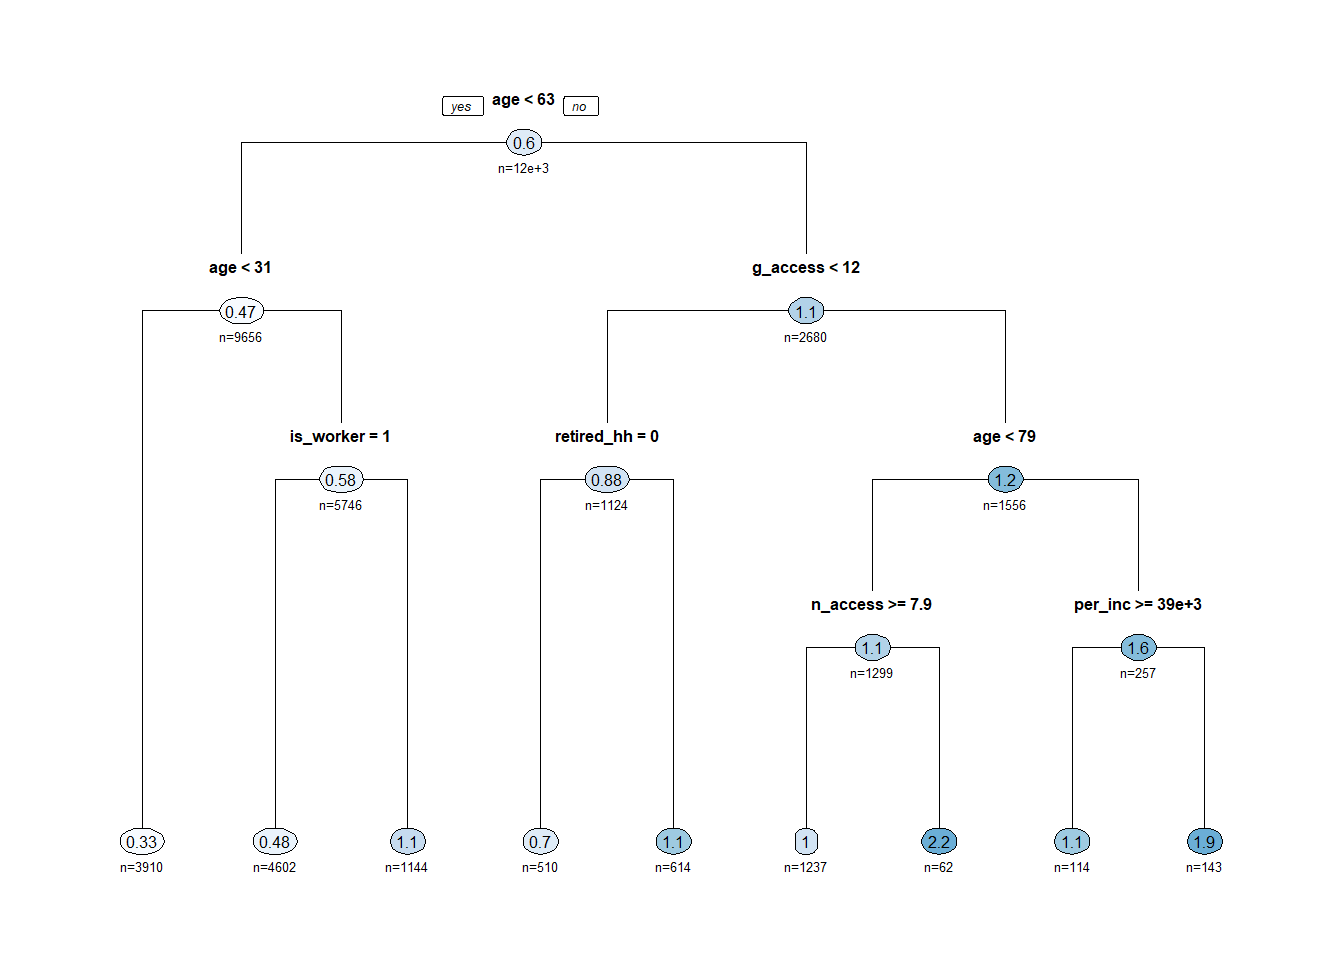 yes age < 63 no
0.6
n=12e+3
age < 31 g_access < 12
0.47 1.1
n=9656 n=2680
is_worker = 1 retired_hh = 0 age < 79
0.58 0.88 1.2
n=5746 n=1124 n=1556
n_access >= 7.9 per_inc >= 39e+3
1.1 1.6
n=1299 n=257
0.33 0.48 1.1 0.7 1.1 1 2.2 1.1 1.9
n=3910 n=4602 n=1144 n=510 n=614 n=1237 n=62 n=114 n=143